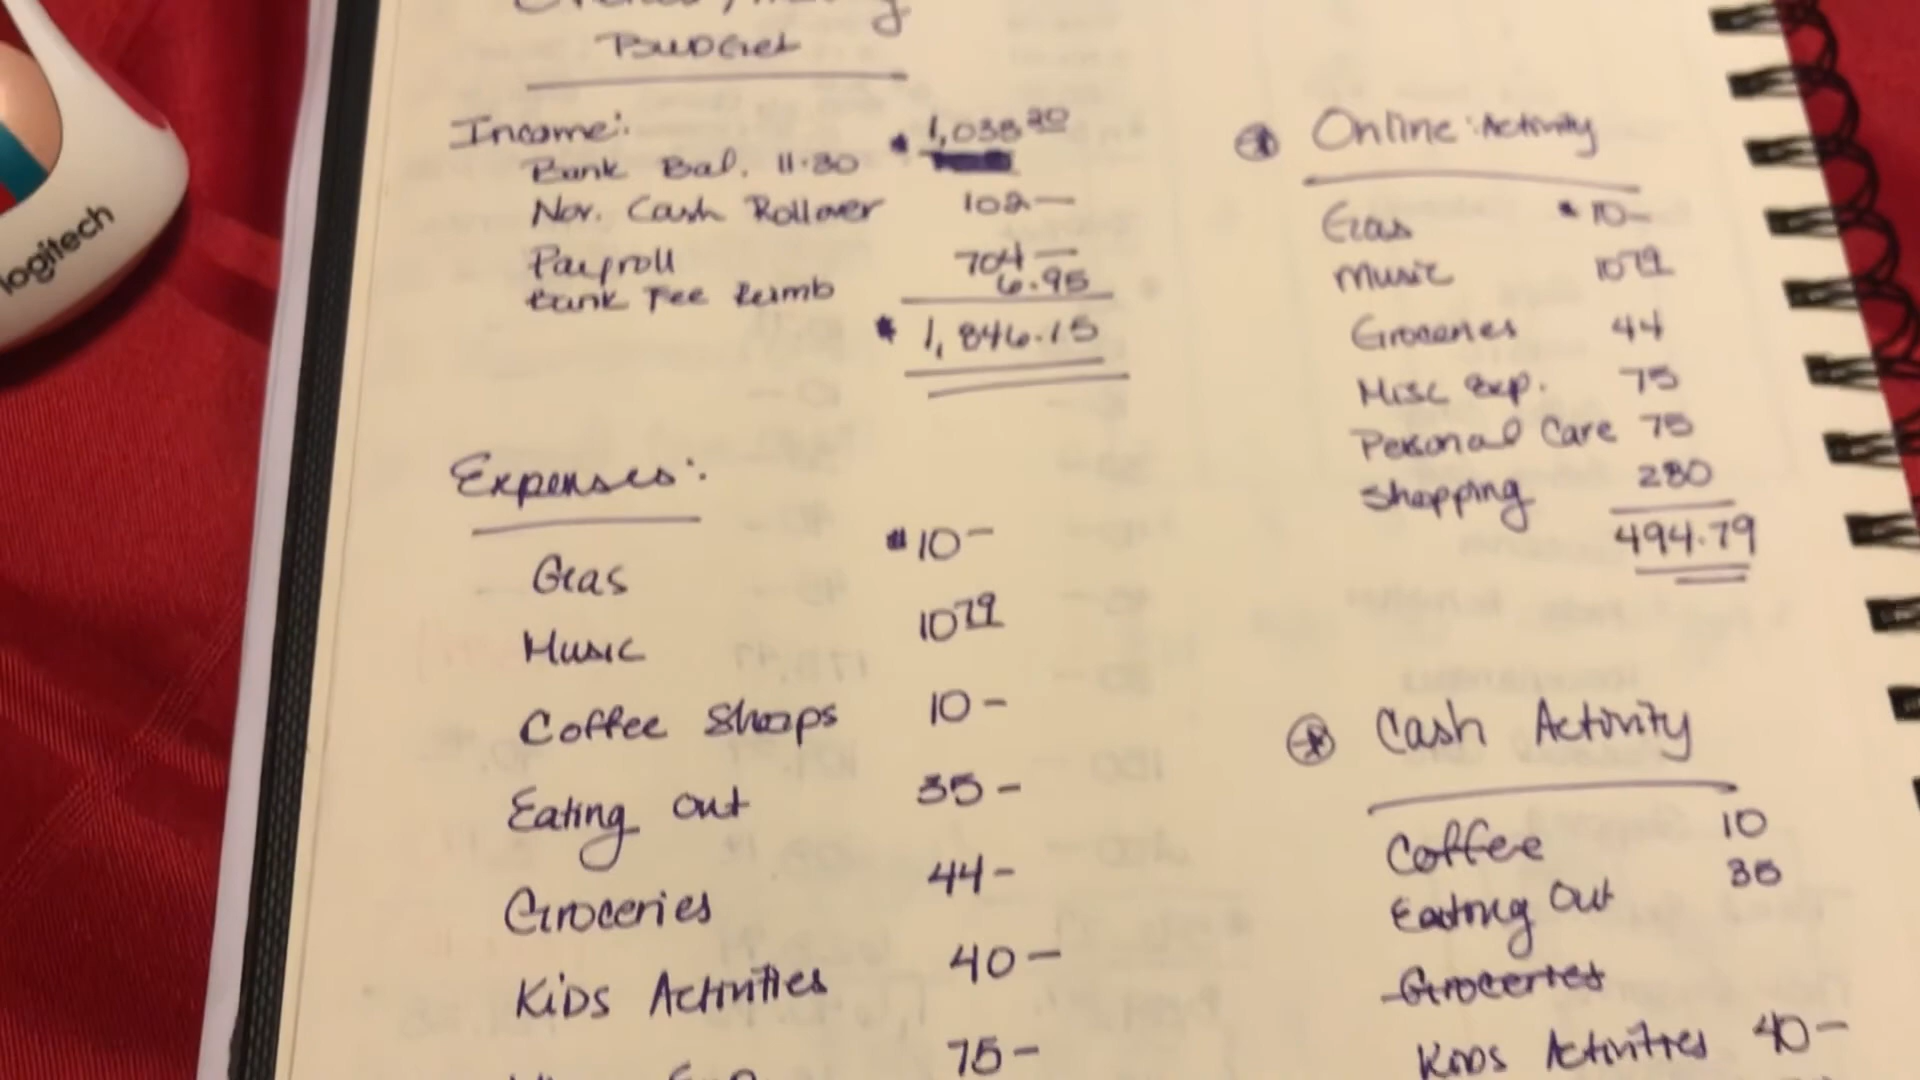 BUDGET
Income: $ 1,038 20
Bank Bal. 11.30
Nov. Cash Rollover 102 —
Payroll 704 —
Bank Fee Reimb 6.95
$ 1,846.15
Expenses:
Gas $10 —
Music 10 79
Coffee Shops 10 -
Eating Out 35 -
Groceries 44 -
Kids Activities 40 —
75 -
Online Activity
Gas $10 -
Music 10 79
Groceries 44
Misc Exp. 75
Personal Care 75
Shopping 280
494.79
Cash Activity
Coffee 10
Eating Out 35
Groceries
Kids Activities 40 -
logitech